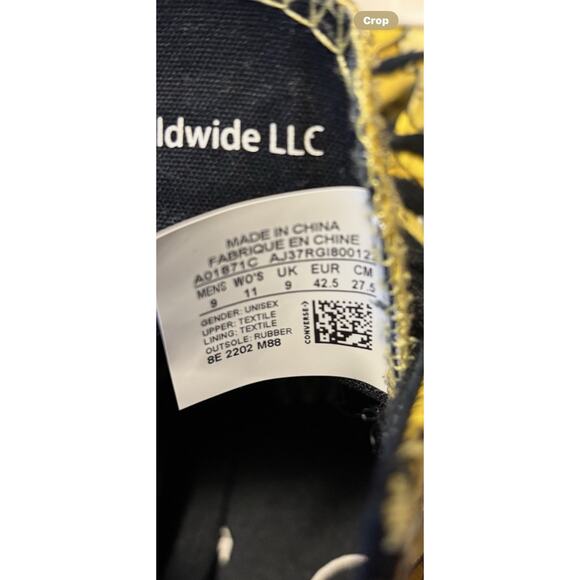 Crop
ldwide LLC
MADE IN CHINA
FABRIQUE EN CHINE
A01871C AJ37RGI80012
MENS WO'S UK EUR CM
9 11 9 42.5 27.5
GENDER: UNISEX
UPPER: TEXTILE
LINING: TEXTILE
OUTSOLE: RUBBER
8E 2202 M88
CONVERSE